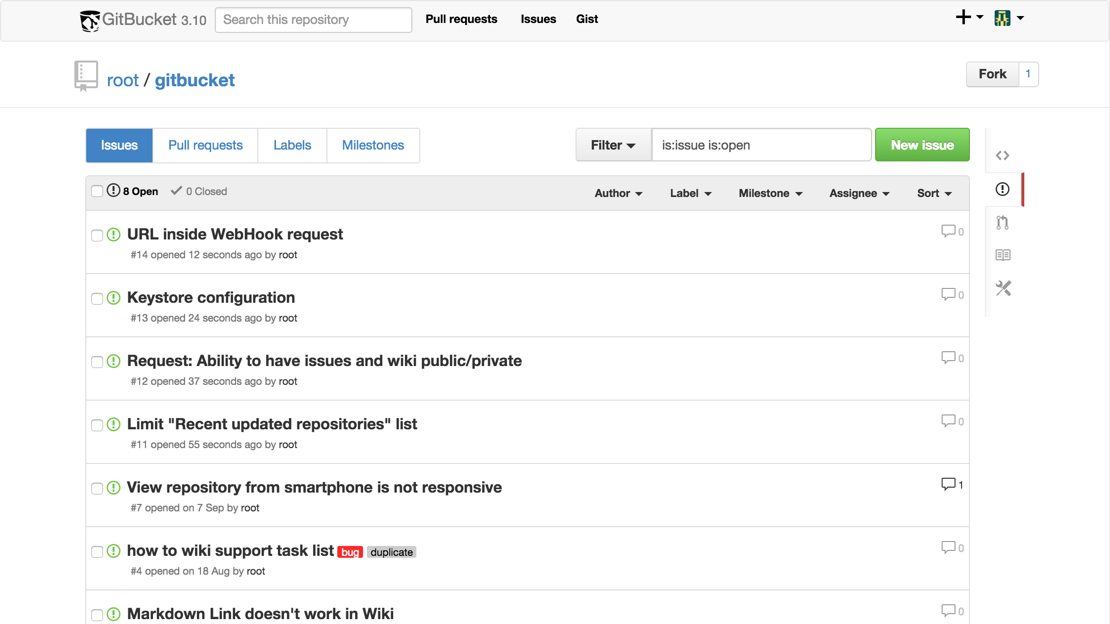 GitBucket 3.10 Search this repository Pull requests Issues Gist
root / gitbucket Fork 1
Issues Pull requests Labels Milestones Filter is:issue is:open New issue
8 Open 0 Closed Author Label Milestone Assignee Sort
URL inside WebHook request 0
#14 opened 12 seconds ago by root
Keystore configuration 0
#13 opened 24 seconds ago by root
Request: Ability to have issues and wiki public/private 0
#12 opened 37 seconds ago by root
Limit "Recent updated repositories" list 0
#11 opened 55 seconds ago by root
View repository from smartphone is not responsive 1
#7 opened on 7 Sep by root
how to wiki support task list bug duplicate 0
#4 opened on 18 Aug by root
Markdown Link doesn't work in Wiki 0